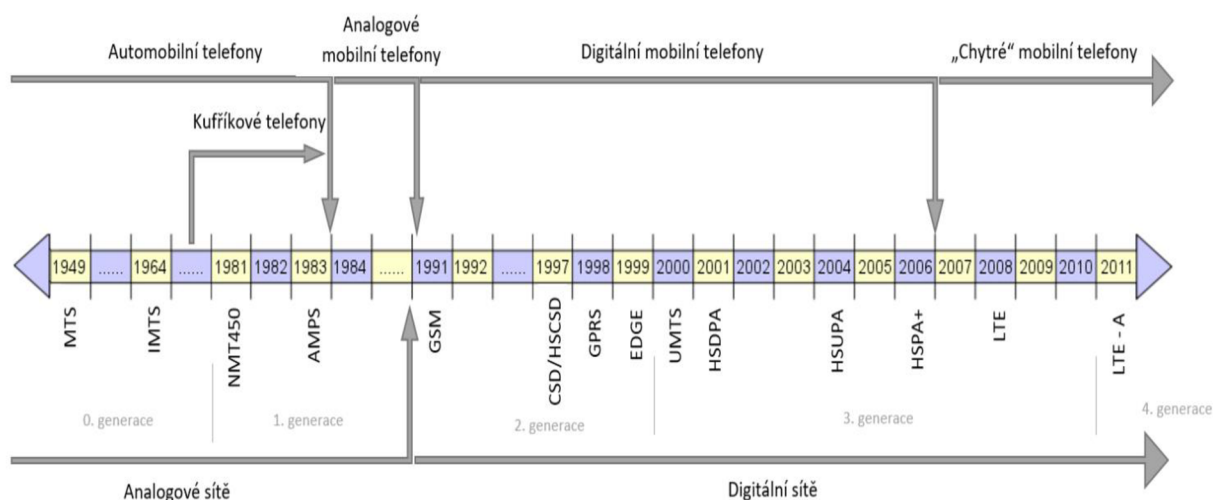 Automobilní telefony
Analogové
mobilní telefony
Digitální mobilní telefony
„Chytré“ mobilní telefony
Kufříkové telefony
1949 ...... 1964 ...... 1981 1982 1983 1984 ...... 1991 1992 ...... 1997 1998 1999 2000 2001 2002 2003 2004 2005 2006 2007 2008 2009 2010 2011
MTS
IMTS
NMT450
AMPS
GSM
CSD/HSCSD
GPRS
EDGE
UMTS
HSDPA
HSUPA
HSPA+
LTE
LTE - A
0. generace
1. generace
2. generace
3. generace
4. generace
Analogové sítě
Digitální sítě